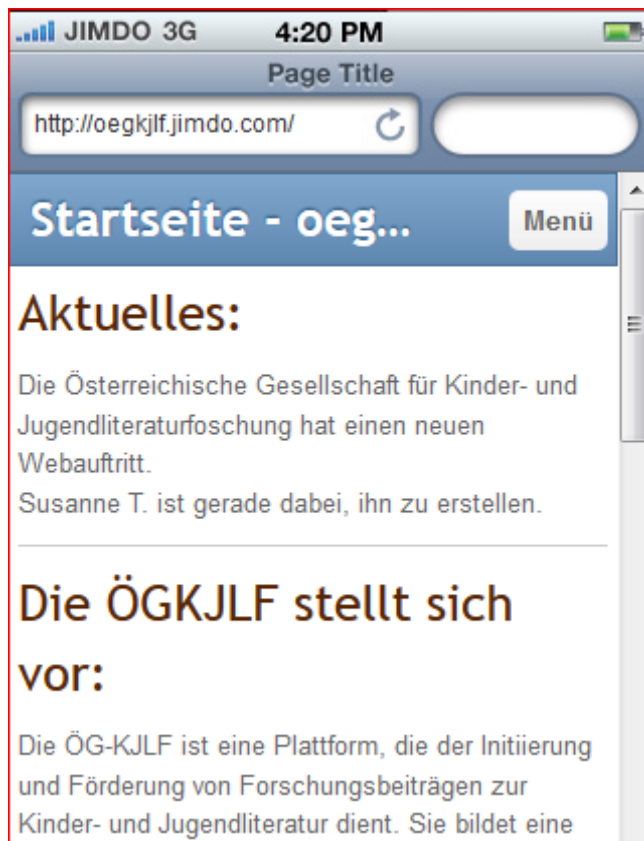 JIMDO 3G 4:20 PM
Page Title
http://oegkjlf.jimdo.com/
Startseite - oeg... Menü
Aktuelles:
Die Österreichische Gesellschaft für Kinder- und
Jugendliteraturfoschung hat einen neuen
Webauftritt.
Susanne T. ist gerade dabei, ihn zu erstellen.
Die ÖGKJLF stellt sich
vor:
Die ÖG-KJLF ist eine Plattform, die der Initiierung
und Förderung von Forschungsbeiträgen zur
Kinder- und Jugendliteratur dient. Sie bildet eine